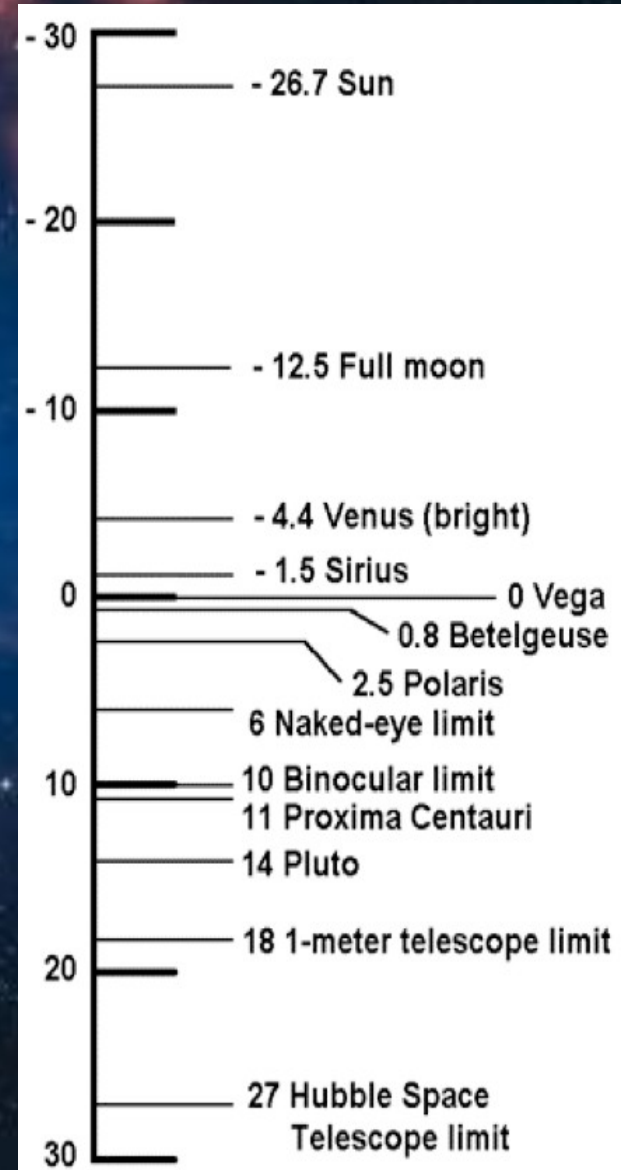 - 30
- 26.7 Sun
- 20
- 12.5 Full moon
- 10
- 4.4 Venus (bright)
- 1.5 Sirius
0
0 Vega
0.8 Betelgeuse
2.5 Polaris
6 Naked-eye limit
10
10 Binocular limit
11 Proxima Centauri
14 Pluto
18 1-meter telescope limit
20
27 Hubble Space
Telescope limit
30